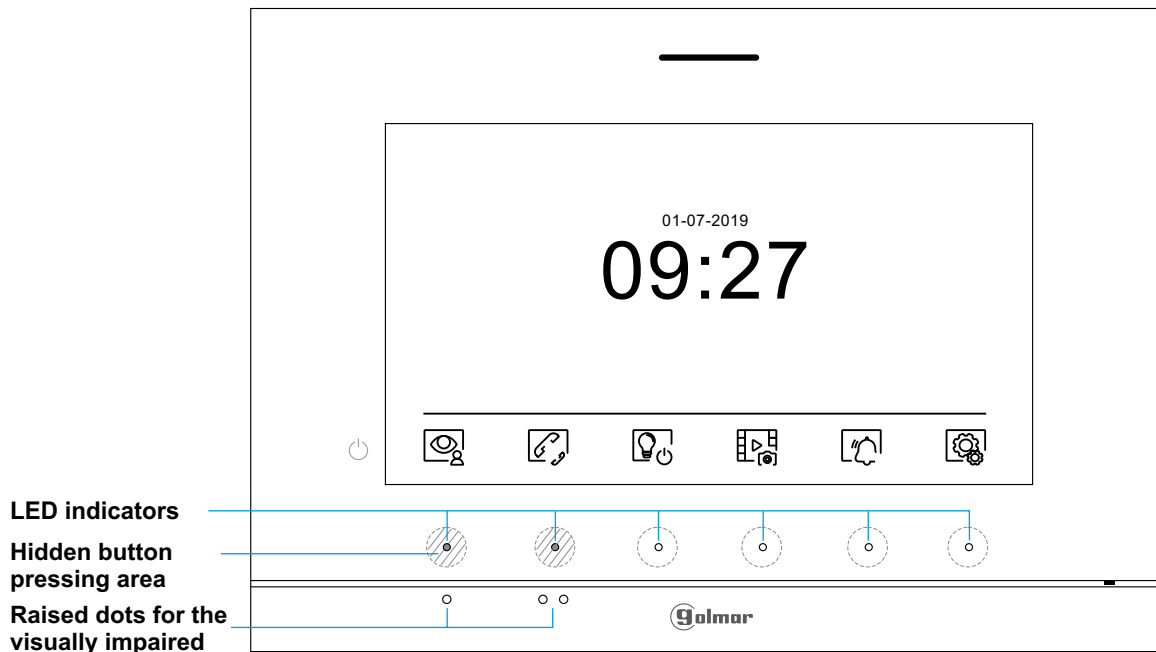 01-07-2019
09:27
LED indicators
Hidden button
pressing area
Raised dots for the
visually impaired
golmar